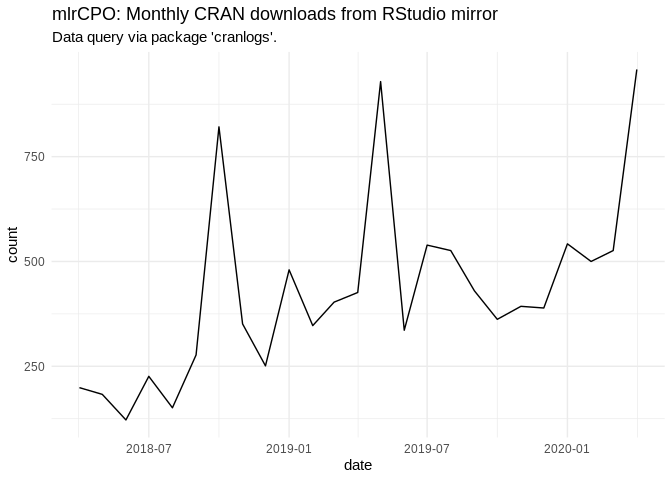 mlrCPO: Monthly CRAN downloads from RStudio mirror
Data query via package 'cranlogs'.
750
500
250
count
2018-07
2019-01
2019-07
2020-01
date